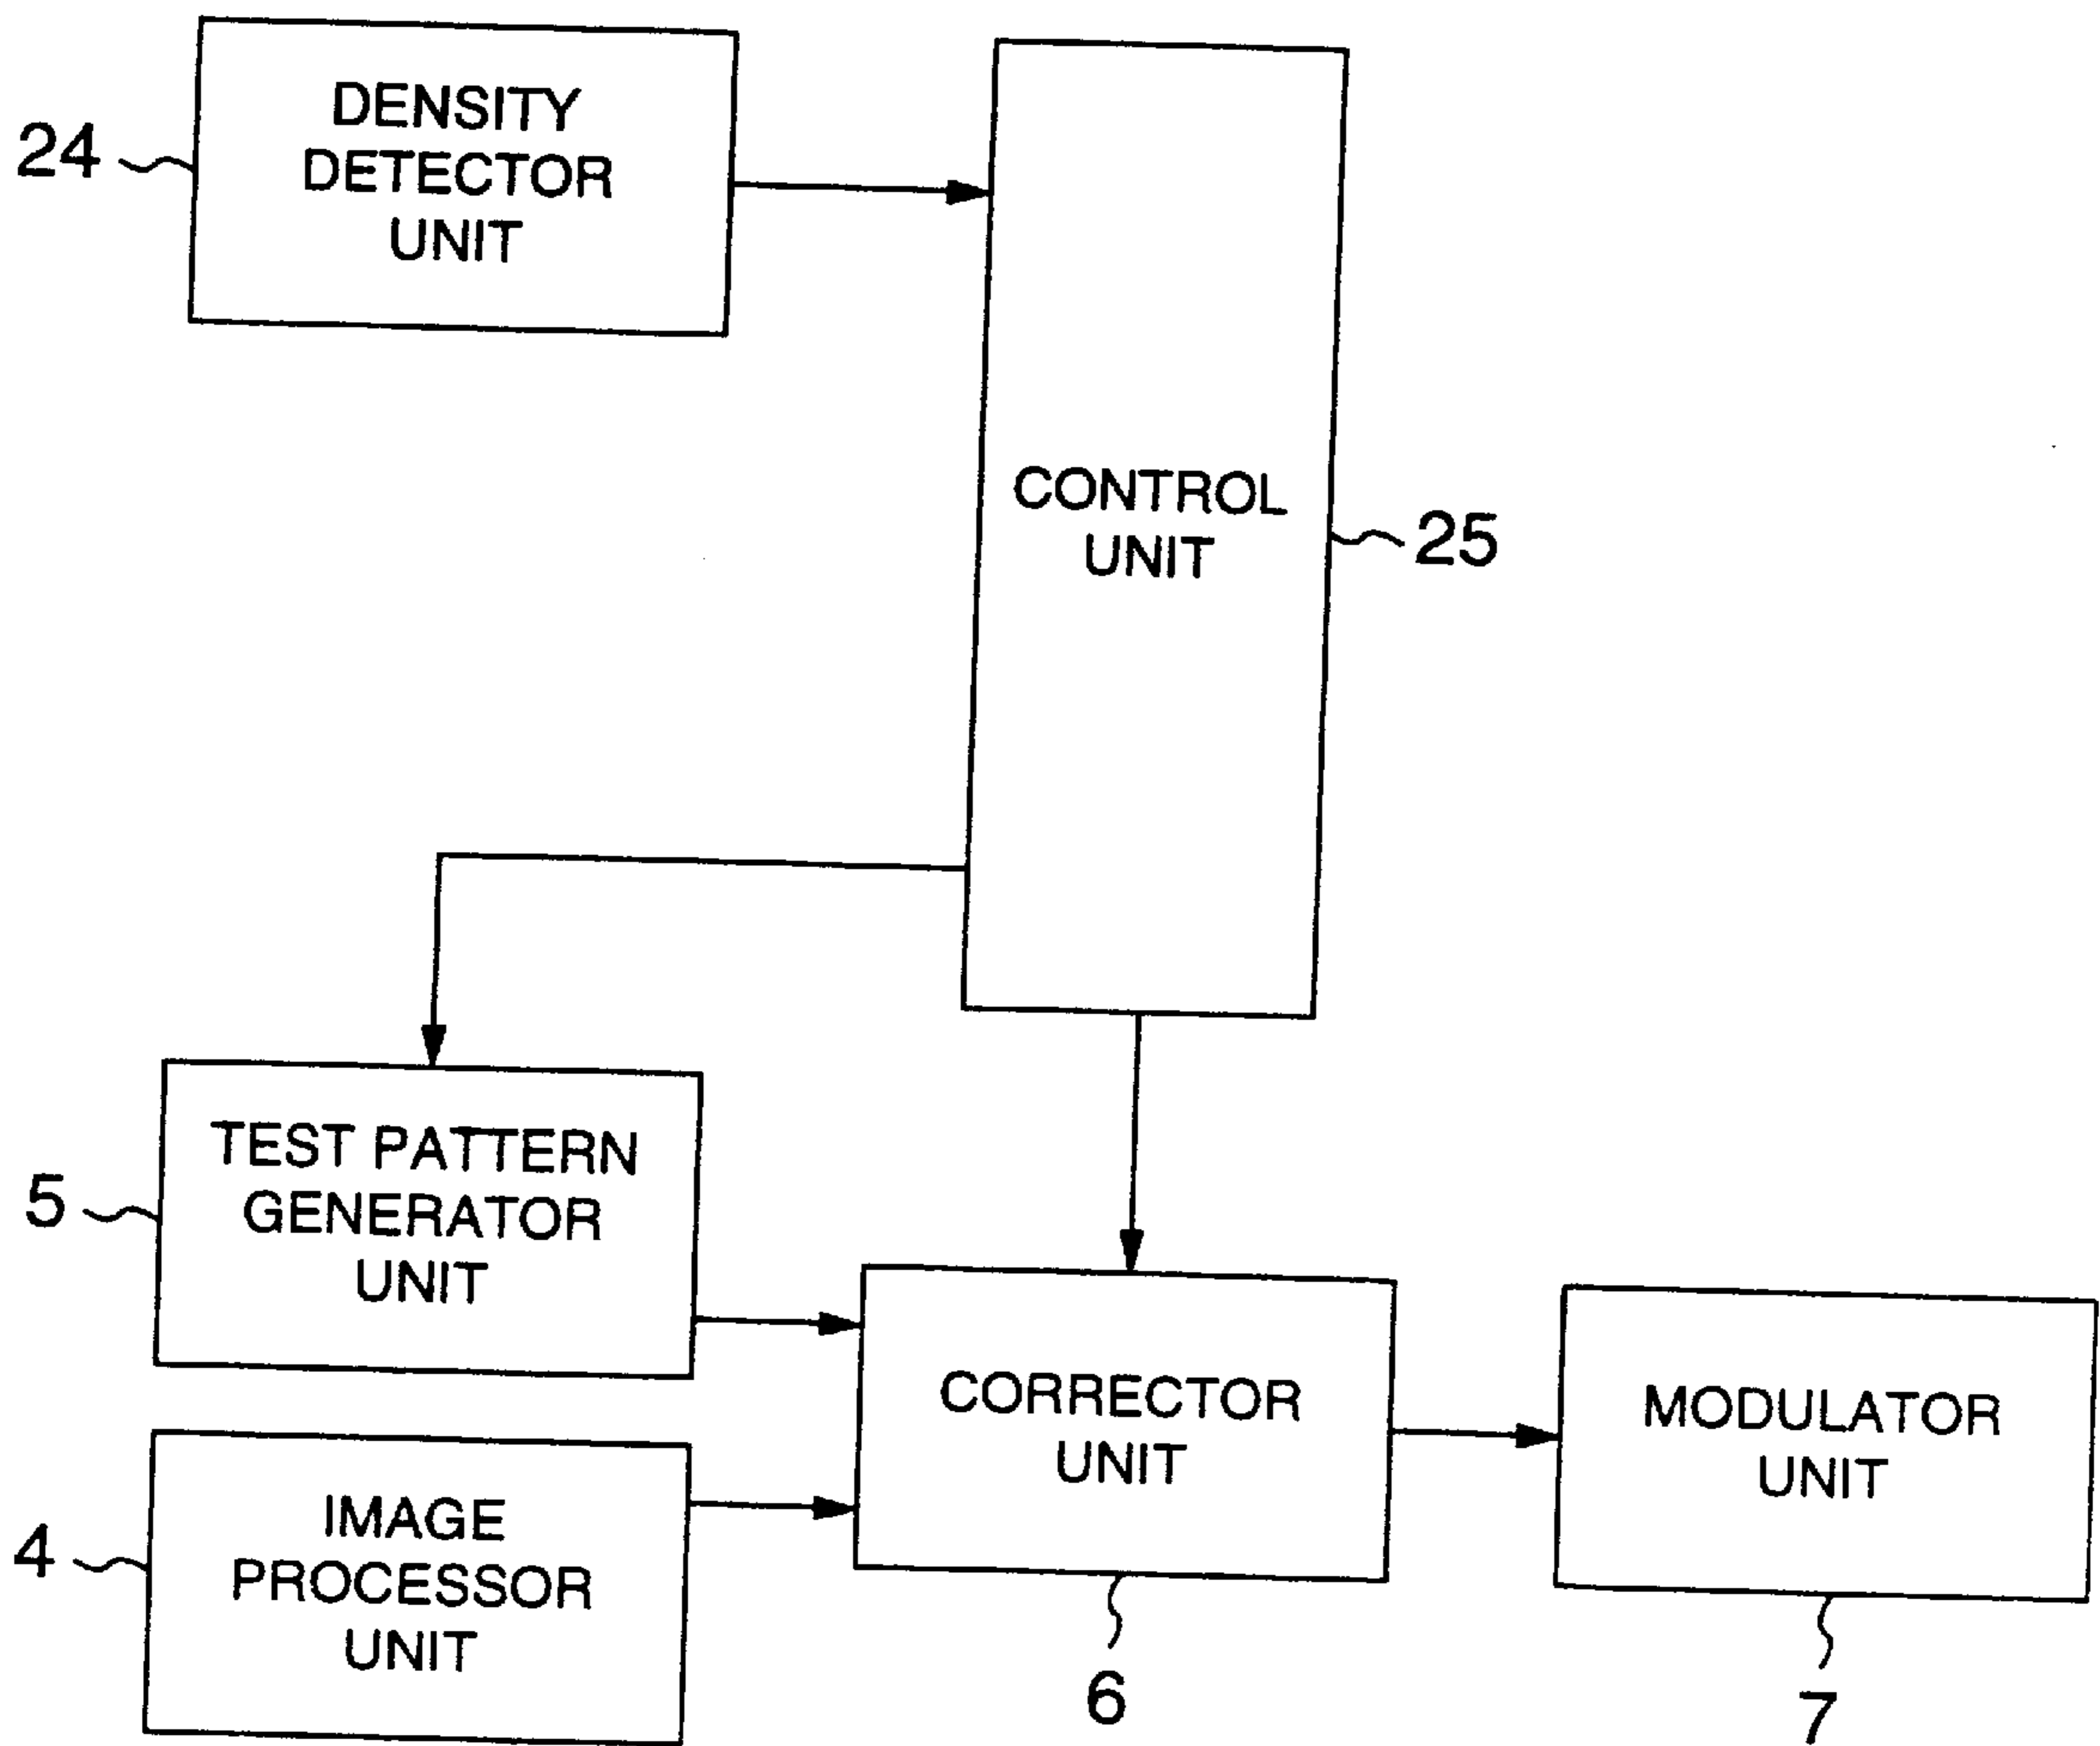 24
DENSITY
DETECTOR
UNIT
CONTROL
UNIT
25
5
TEST PATTERN
GENERATOR
UNIT
4
IMAGE
PROCESSOR
UNIT
CORRECTOR
UNIT
6
MODULATOR
UNIT
7